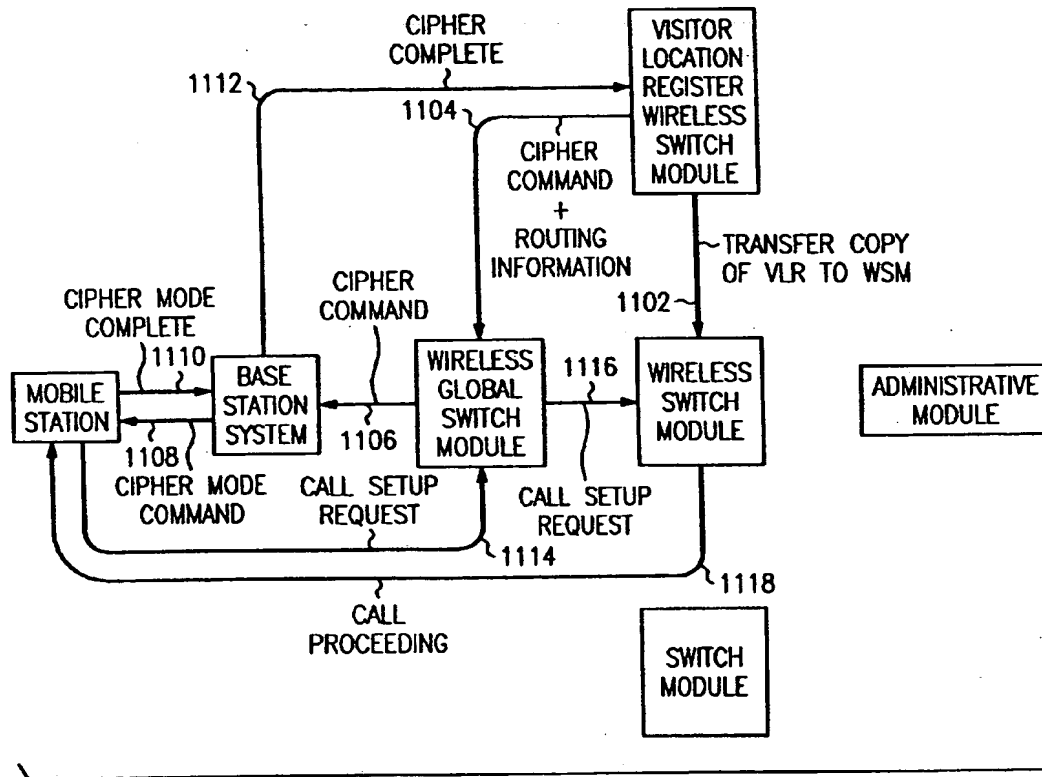 CIPHER
COMPLETE
1112
VISITOR
LOCATION
REGISTER
WIRELESS
SWITCH
MODULE
1104
CIPHER
COMMAND
+
ROUTING
INFORMATION
TRANSFER COPY
OF VLR TO WSM
1102
CIPHER
COMMAND
CIPHER MODE
COMPLETE
1110
MOBILE
STATION
BASE
STATION
SYSTEM
1106
WIRELESS
GLOBAL
SWITCH
MODULE
1116
WIRELESS
SWITCH
MODULE
ADMINISTRATIVE
MODULE
1108
CIPHER MODE
COMMAND
CALL SETUP
REQUEST
CALL SETUP
REQUEST
1114
1118
CALL
PROCEEDING
SWITCH
MODULE